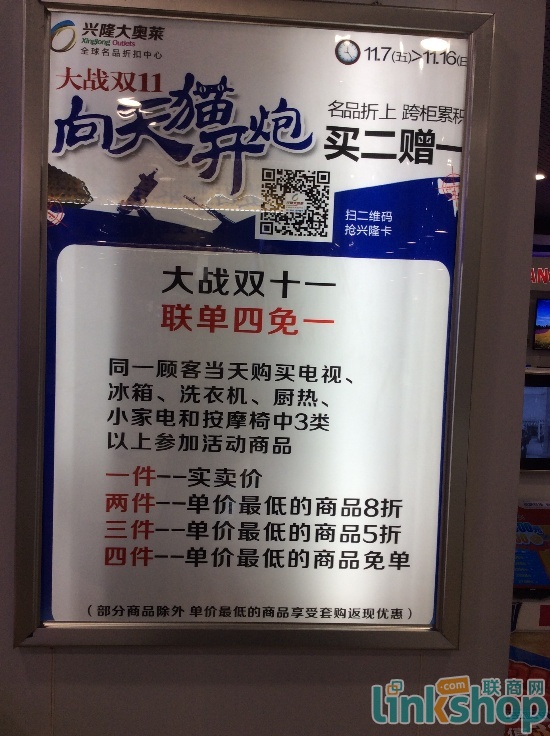 兴隆大奥莱
Xinglong Outlets
全球名品折扣中心
11.7(五)>11.16(日
大战双11
向天猫开炮
名品折上 跨柜累积
买二赠一
扫二维码
抢兴隆卡
大战双十一
联单四免一
同一顾客当天购买电视、
冰箱、洗衣机、厨热、
小家电和按摩椅中3类
以上参加活动商品
一件--实卖价
两件--单价最低的商品8折
三件--单价最低的商品5折
四件--单价最低的商品免单
(部分商品除外 单价最低的商品享受套购返现优惠)
linkshop
.com
联商网